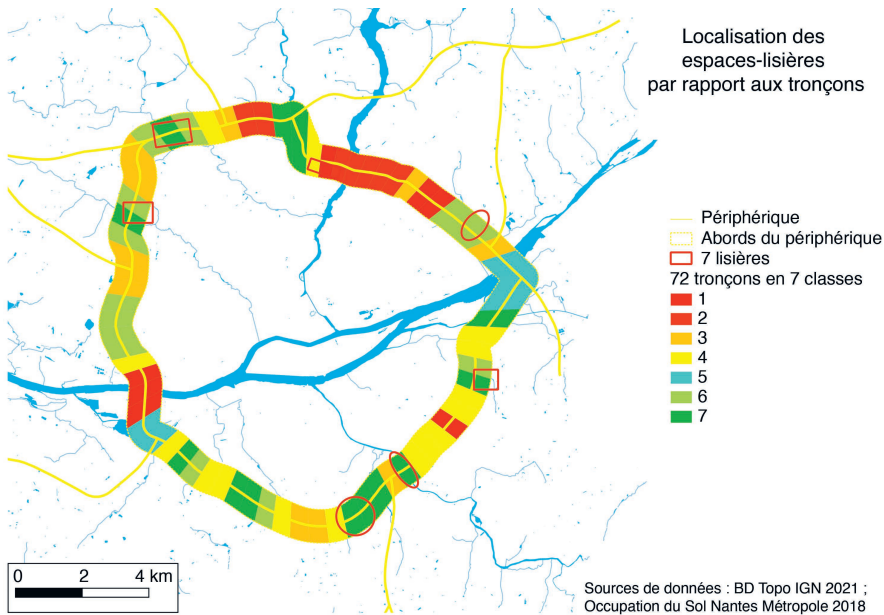 Localisation des
espaces-lisières
par rapport aux tronçons
Périphérique
Abords du périphérique
7 lisières
72 tronçons en 7 classes
1
2
3
4
5
6
7
0 2 4 km
Sources de données : BD Topo IGN 2021 ;
Occupation du Sol Nantes Métropole 2018